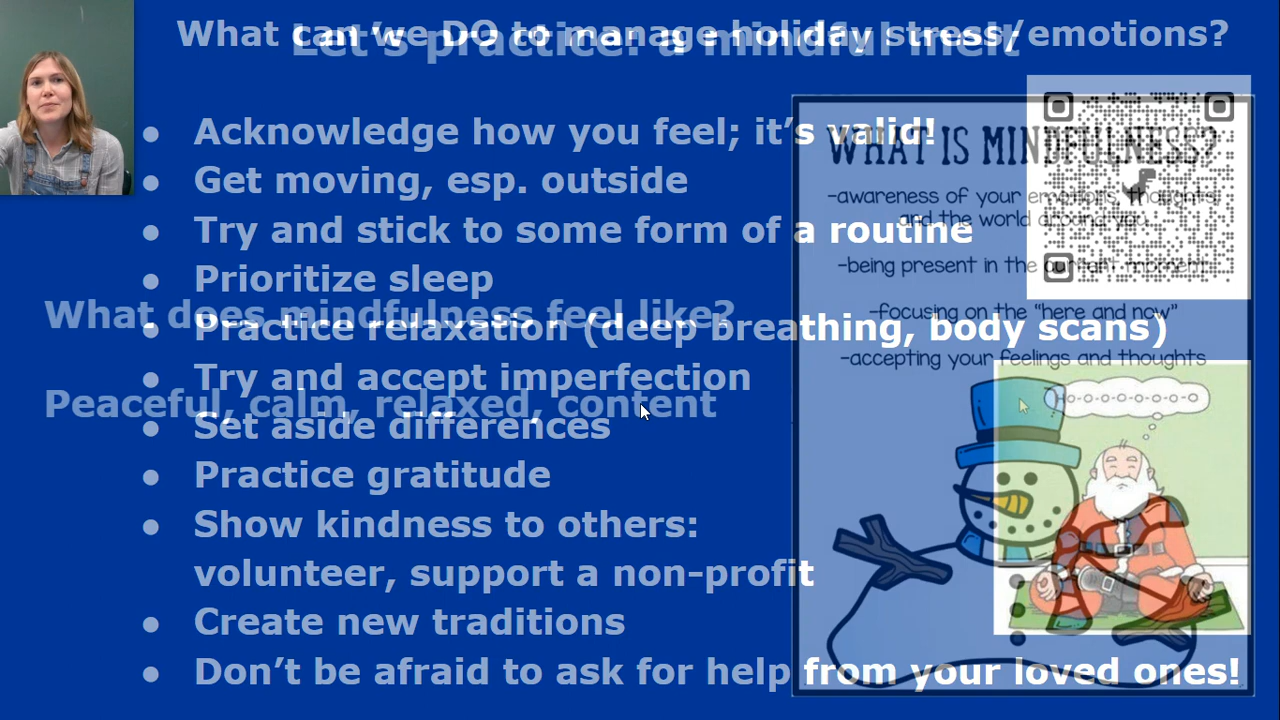 What can we DO to manage holiday stress/emotions?
Let's practice: a mindful melt
● Acknowledge how you feel; it's valid!
● Get moving, esp. outside
● Try and stick to some form of a routine
● Prioritize sleep
● Practice relaxation (deep breathing, body scans)
● Try and accept imperfection
● Set aside differences
● Practice gratitude
● Show kindness to others:
volunteer, support a non-profit
● Create new traditions
● Don't be afraid to ask for help from your loved ones!
What does mindfulness feel like?
Peaceful, calm, relaxed, content
WHAT IS MINDFULNESS?
-awareness of your emotions, thoughts,
and the world around you
-being present in the current moment
-focusing on the "here and now"
-accepting your feelings and thoughts